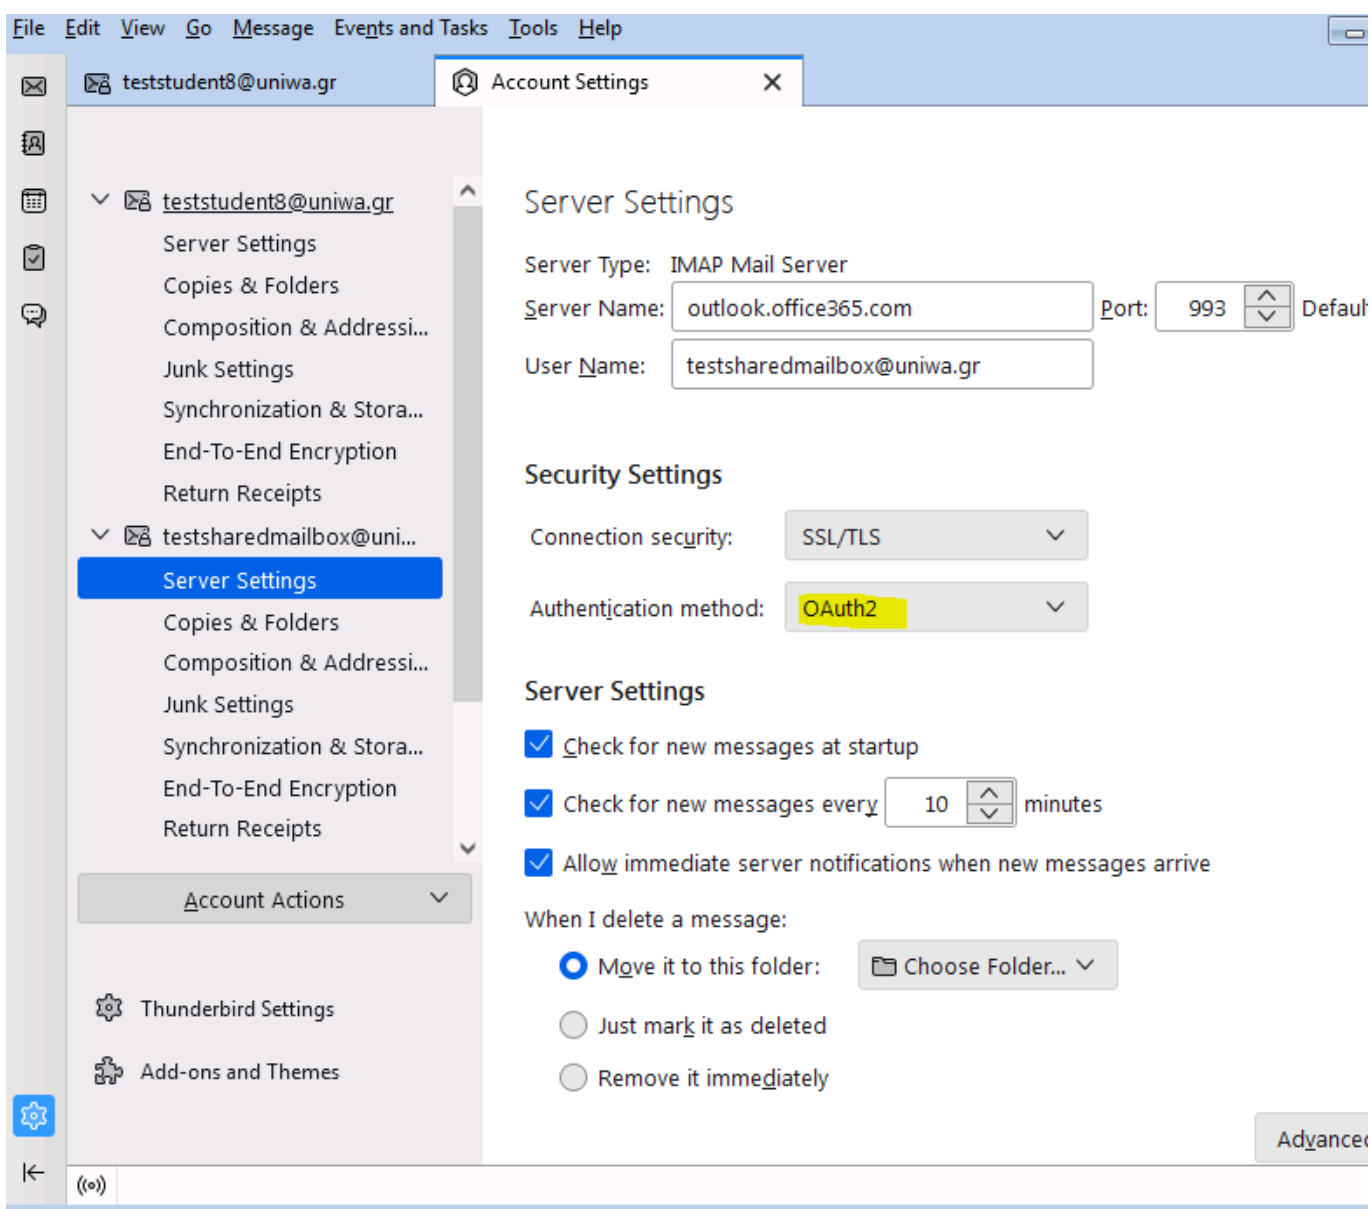 File Edit View Go Message Events and Tasks Tools Help
teststudent8@uniwa.gr
Account Settings
teststudent8@uniwa.gr
Server Settings
Copies & Folders
Composition & Addressi...
Junk Settings
Synchronization & Stora...
End-To-End Encryption
Return Receipts
testsharedmailbox@uni...
Server Settings
Copies & Folders
Composition & Addressi...
Junk Settings
Synchronization & Stora...
End-To-End Encryption
Return Receipts
Account Actions
Thunderbird Settings
Add-ons and Themes
Server Settings
Server Type: IMAP Mail Server
Server Name: outlook.office365.com Port: 993 Default
User Name: testsharedmailbox@uniwa.gr
Security Settings
Connection security: SSL/TLS
Authentication method: OAuth2
Server Settings
Check for new messages at startup
Check for new messages every 10 minutes
Allow immediate server notifications when new messages arrive
When I delete a message:
Move it to this folder: Choose Folder...
Just mark it as deleted
Remove it immediately
Advanced